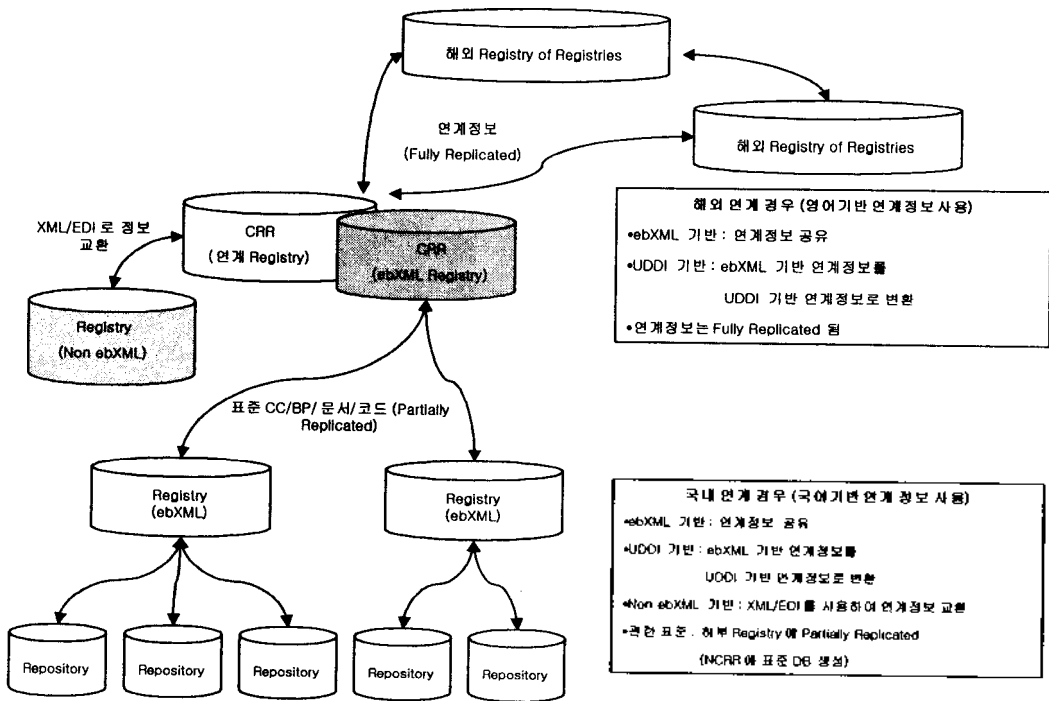 해외 Registry of Registries
해외 Registry of Registries
연계정보
(Fully Replicated)
XML/EDI 로 정보
교환
CRR
(연계 Registry)
CRR
(ebXML Registry)
Registry
(Non ebXML)
해외 연계 경우 (영어기반 연계정보 사용)
•ebXML 기반 : 연계정보 공유
•UDDI 기반 : ebXML 기반 연계정보를
UDDI 기반 연계정보로 변환
•연계정보는 Fully Replicated 됨
표준 CC/BP/ 문서/코드 (Partially
Replicated)
Registry
(ebXML)
Registry
(ebXML)
국내 연계 경우 (국어기반 연계 정보 사용)
•ebXML 기반 : 연계정보 공유
•UDDI 기반 : ebXML 기반 연계정보를
UDDI 기반 연계정보로 변환
•Non ebXML 기반 : XML/EDI를 사용하여 연계정보 교환
•관한 표준 : 하부 Registry 에 Partially Replicated
(NCRR에 표준 DB 생성)
Repository
Repository
Repository
Repository
Repository